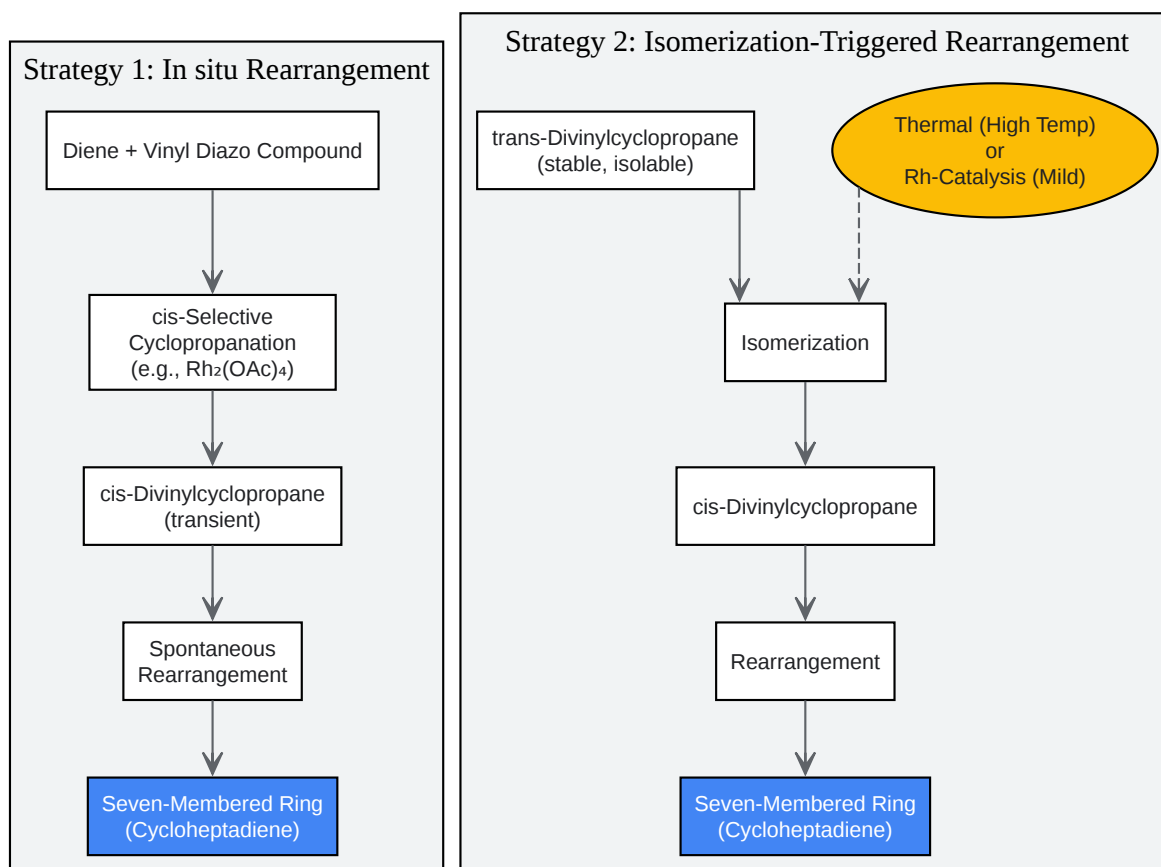 Strategy 1: In situ Rearrangement
Diene + Vinyl Diazo Compound
cis-Selective
Cyclopropanation
(e.g., Rh₂(OAc)₄)
cis-Divinylcyclopropane
(transient)
Spontaneous
Rearrangement
Seven-Membered Ring
(Cycloheptadiene)
Strategy 2: Isomerization-Triggered Rearrangement
trans-Divinylcyclopropane
(stable, isolable)
Thermal (High Temp)
or
Rh-Catalysis (Mild)
Isomerization
cis-Divinylcyclopropane
Rearrangement
Seven-Membered Ring
(Cycloheptadiene)